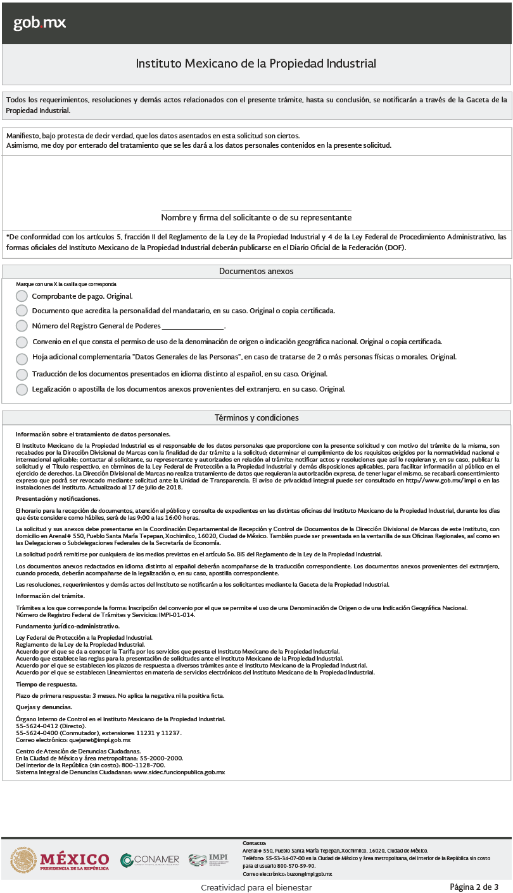 gob.mx
Instituto Mexicano de la Propiedad Industrial
Todos los requerimientos, resoluciones y demás actos relacionados con el presente trámite, hasta su conclusión, se notificarán a través de la Gaceta de la
Propiedad Industrial.
Manifiesto, bajo protesta de decir verdad, que los datos asentados en esta solicitud son ciertos.
Asimismo, me doy por enterado del tratamiento que se les dará a los datos personales contenidos en la presente solicitud.
Nombre y firma del solicitante o de su representante
*De conformidad con los artículos 5, fracción II del Reglamento de la Ley de la Propiedad Industrial y 4 de la Ley Federal de Procedimiento Administrativo, las
formas oficiales del Instituto Mexicano de la Propiedad Industrial deberán publicarse en el Diario Oficial de la Federación (DOF).
Documentos anexos
Marque con una X la casilla que corresponda
Comprobante de pago. Original.
Documento que acredita la personalidad del mandatario, en su caso. Original o copia certificada.
Número del Registro General de Poderes ________________.
Convenio en el que consta el permiso de uso de la denominación de origen o indicación geográfica nacional. Original o copia certificada.
Hoja adicional complementaria "Datos Generales de las Personas", en caso de tratarse de 2 o más personas físicas o morales. Original.
Traducción de los documentos presentados en idioma distinto al español, en su caso. Original.
Legalización o apostilla de los documentos anexos provenientes del extranjero, en su caso. Original.
Términos y condiciones
Información sobre el tratamiento de datos personales.
El Instituto Mexicano de la Propiedad Industrial es el responsable de los datos personales que proporcione con la presente solicitud y con motivo del trámite de la misma, son
recabados por la Dirección Divisional de Marcas con la finalidad de dar trámite a la solicitud; determinar el cumplimiento de los requisitos exigidos por la normatividad nacional e
internacional aplicable; contactar al solicitante, su representante y autorizados en relación al trámite; notificar actos y resoluciones que así lo requieran y, en su caso, publicar la
solicitud y el Título respectivo, en términos de la Ley Federal de Protección a la Propiedad Industrial y demás disposiciones aplicables, para facilitar información al público en el
ejercicio de derechos. La Dirección Divisional de Marcas no realiza tratamiento de datos que requieran la autorización expresa, de tener lugar el mismo, se recabará consentimiento
expreso que podrá ser revocado mediante solicitud ante la Unidad de Transparencia. El aviso de privacidad integral puede ser consultado en http://www.gob.mx/impi o en las
instalaciones del Instituto. Actualizado al 17 de julio de 2018.
Presentación y notificaciones.
El horario para la recepción de documentos, atención al público y consulta de expedientes en las distintas oficinas del Instituto Mexicano de la Propiedad Industrial, durante los días
que éste considere como hábiles, será de las 9:00 a las 16:00 horas.
La solicitud y sus anexos debe presentarse en la Coordinación Departamental de Recepción y Control de Documentos de la Dirección Divisional de Marcas de este Instituto, con
domicilio en Arenal # 550, Pueblo Santa María Tepepan, Xochimilco, 16020, Ciudad de México. También puede ser presentada en la ventanilla de sus Oficinas Regionales, así como en
las Delegaciones o Subdelegaciones Federales de la Secretaría de Economía.
La solicitud podrá remitirse por cualquiera de los medios previstos en el artículo 5o. BIS del Reglamento de la Ley de la Propiedad Industrial.
Los documentos anexos redactados en idioma distinto al español deberán acompañarse de la traducción correspondiente. Los documentos anexos provenientes del extranjero,
cuando proceda, deberán acompañarse de la legalización o, en su caso, apostilla correspondiente.
Las resoluciones, requerimientos y demás actos del Instituto se notificarán a los solicitantes mediante la Gaceta de la Propiedad Industrial.
Información del trámite.
Trámites a los que corresponde la forma: Inscripción del convenio por el que se permite el uso de una Denominación de Origen o de una Indicación Geográfica Nacional.
Número de Registro Federal de Trámites y Servicios: IMPI-01-014.
Fundamento jurídico-administrativo.
Ley Federal de Protección a la Propiedad Industrial.
Reglamento de la Ley de la Propiedad Industrial.
Acuerdo por el que se da a conocer la Tarifa por los servicios que presta el Instituto Mexicano de la Propiedad Industrial.
Acuerdo que establece las reglas para la presentación de solicitudes ante el Instituto Mexicano de la Propiedad Industrial.
Acuerdo por el que se establecen los plazos de respuesta a diversos trámites ante el Instituto Mexicano de la Propiedad Industrial.
Acuerdo por el que se establecen Lineamientos en materia de servicios electrónicos del Instituto Mexicano de la Propiedad Industrial.
Tiempo de respuesta.
Plazo de primera respuesta: 3 meses. No aplica la negativa ni la positiva ficta.
Quejas y denuncias.
Órgano Interno de Control en el Instituto Mexicano de la Propiedad Industrial.
55-5624-0412 (Directo).
55-5624-0400 (Conmutador), extensiones 11231 y 11237.
Correo electrónico: quejanet@impi.gob.mx
Centro de Atención de Denuncias Ciudadanas.
En la Ciudad de México y área metropolitana: 55-2000-2000.
Del interior de la República (sin costo): 800-1128-700.
Sistema Integral de Denuncias Ciudadanas: www.sidec.funcionpublica.gob.mx
MÉXICO
PRESIDENCIA DE LA REPÚBLICA
CONAMER
IMPI
Contacto:
Arenal # 550, Pueblo Santa María Tepepan, Xochimilco, 16020, Ciudad de México.
Teléfono: 55-53-34-07-00 en la Ciudad de México y área metropolitana, del interior de la República sin costo
para el usuario 800-570-59-90.
Correo electrónico: buzon@impi.gob.mx
Creatividad para el bienestar
Página 2 de 3